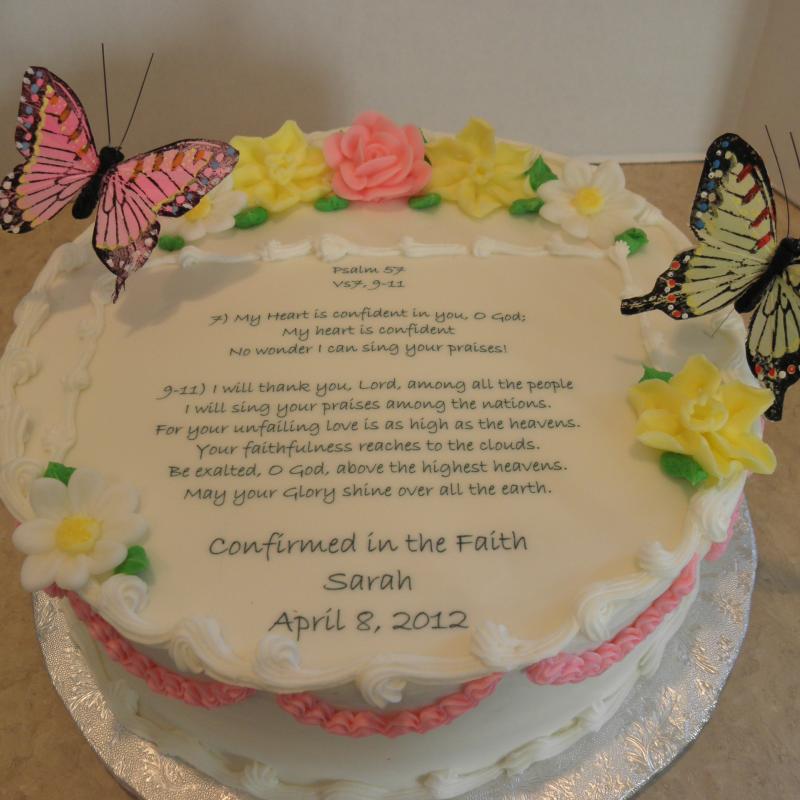 Psalm 57
Vs7, 9-11
7) My Heart is confident in you, O God;
My heart is confident
No wonder I can sing your praises!
9-11) I will thank you, Lord, among all the people
I will sing your praises among the nations.
For your unfailing love is as high as the heavens.
Your faithfulness reaches to the clouds.
Be exalted, O God, above the highest heavens.
May your Glory shine over all the earth.
Confirmed in the Faith
Sarah
April 8, 2012